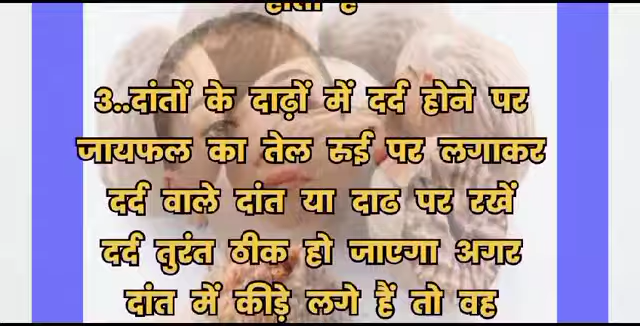 होता है
3..दांतों के दाढ़ों में दर्द होने पर
जायफल का तेल रुई पर लगाकर
दर्द वाले दांत या दाढ पर रखें
दर्द तुरंत ठीक हो जाएगा अगर
दांत में कीड़े लगे हैं तो वह